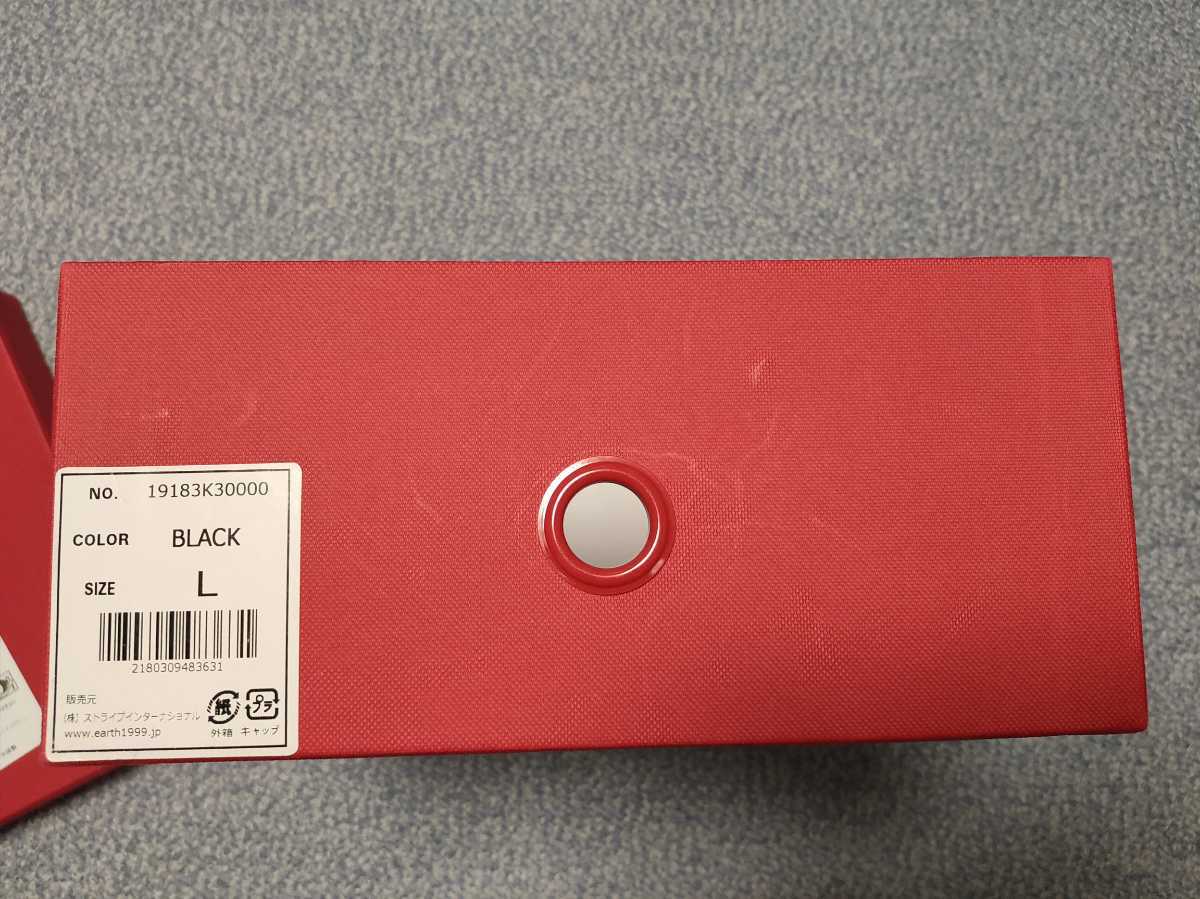 NO. 19183K30000
COLOR BLACK
SIZE L
2180309483631
販売元
(株) ストライプインターナショナル
www.earth1999.jp
紙 プラ
外箱 キャップ